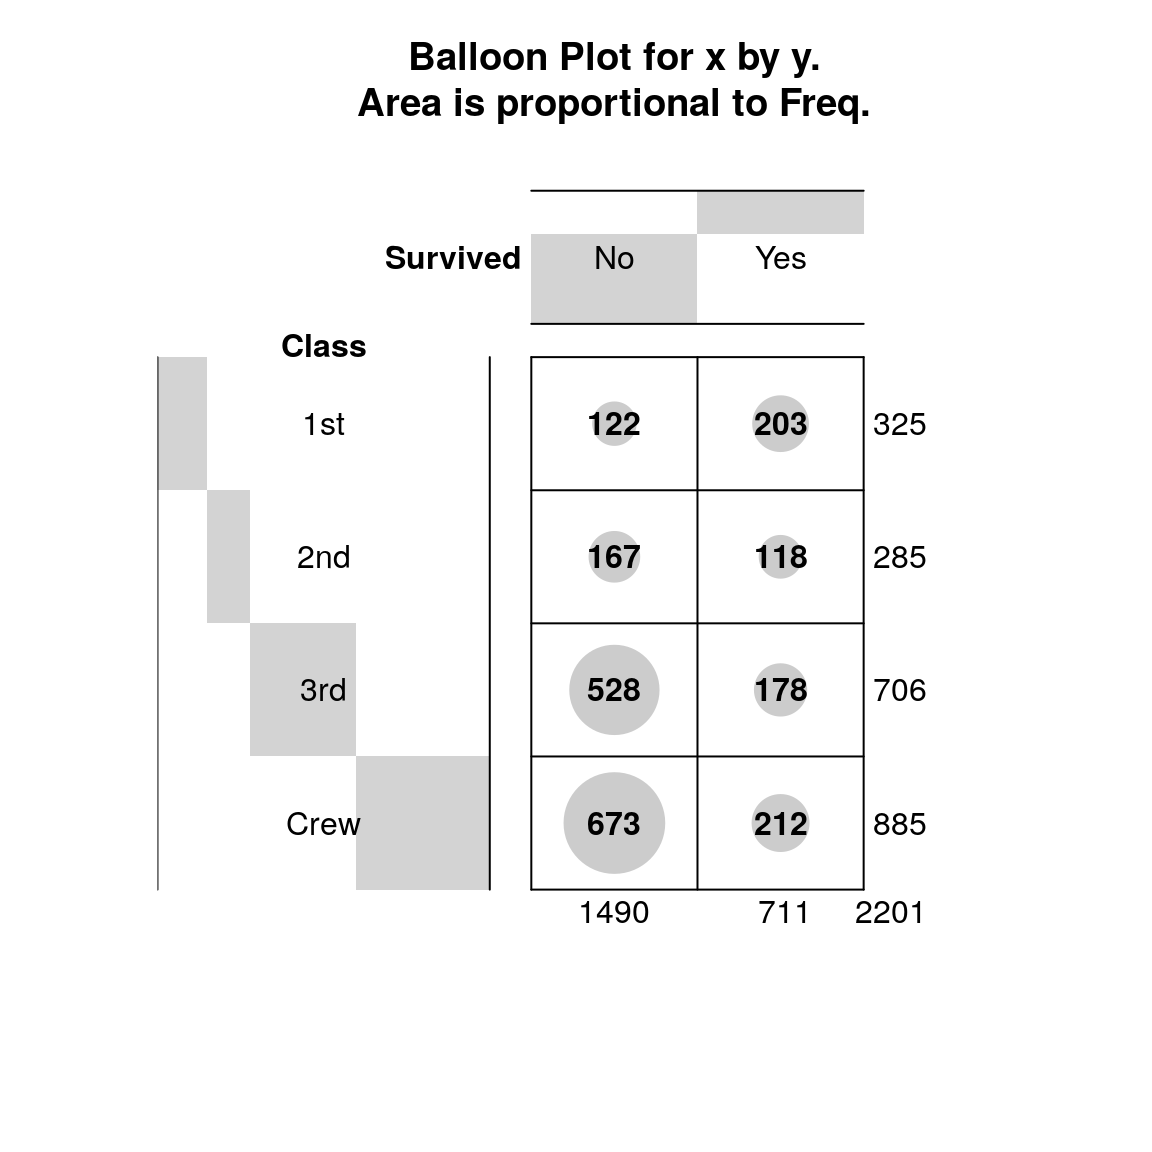 Balloon Plot for x by y.
Area is proportional to Freq.
Survived No Yes
Class
1st 122 203 325
2nd 167 118 285
3rd 528 178 706
Crew 673 212 885
1490 711 2201